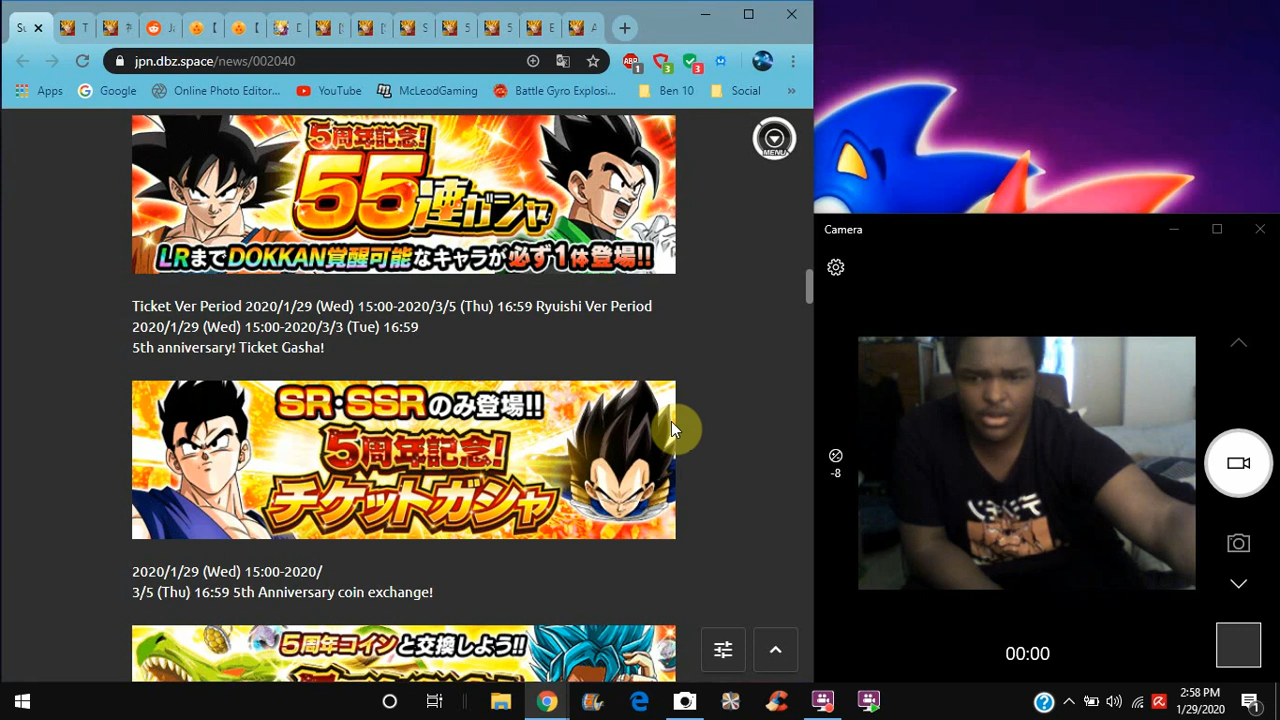 jpn.dbz.space/news/002040
Apps Google Online Photo Editor... YouTube McLeodGaming Battle Gyro Explosi... Ben 10 Social »
5周年記念!
55連ガシャ
LRまでDOKKAN覚醒可能なキャラが必ず1体登場!!
MENU
Ticket Ver Period 2020/1/29 (Wed) 15:00-2020/3/5 (Thu) 16:59 Ryuishi Ver Period
2020/1/29 (Wed) 15:00-2020/3/3 (Tue) 16:59
5th anniversary! Ticket Gasha!
SR・SSRのみ登場!!
5周年記念!
チケットガシャ
2020/1/29 (Wed) 15:00-2020/
3/5 (Thu) 16:59 5th Anniversary coin exchange!
5周年コインと交換しよう!!
Camera
-8
00:00
2:58 PM
1/29/2020